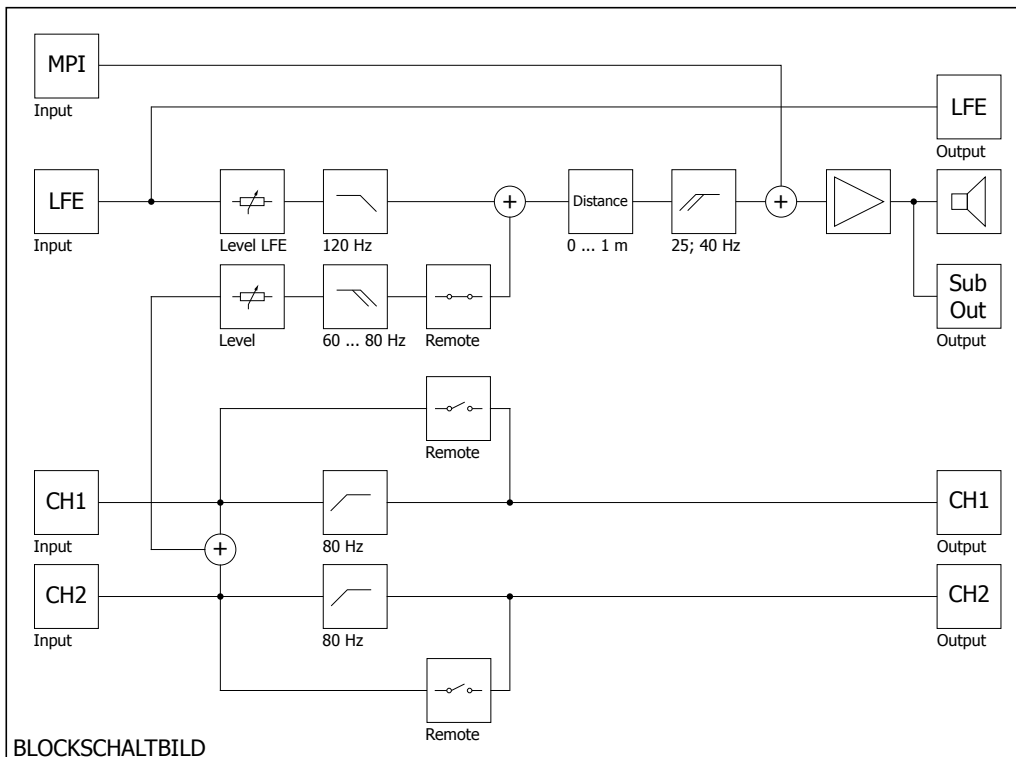 MPI
Input
LFE
Output
LFE
Input
Level LFE
120 Hz
+
Distance
0 ... 1 m
25; 40 Hz
+
Sub
Out
Output
Level
60 ... 80 Hz
Remote
Remote
CH1
Input
80 Hz
CH1
Output
+
CH2
Input
80 Hz
CH2
Output
Remote
BLOCKSCHALTBILD